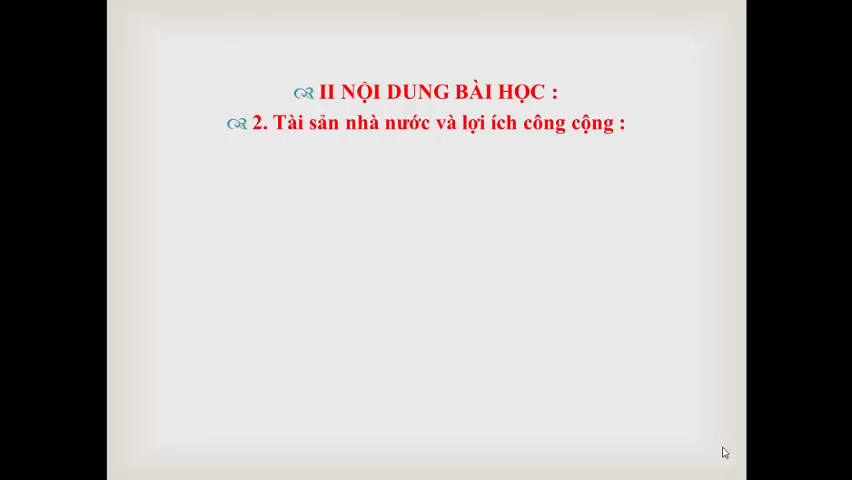 II NỘI DUNG BÀI HỌC :
2. Tài sản nhà nước và lợi ích công cộng :